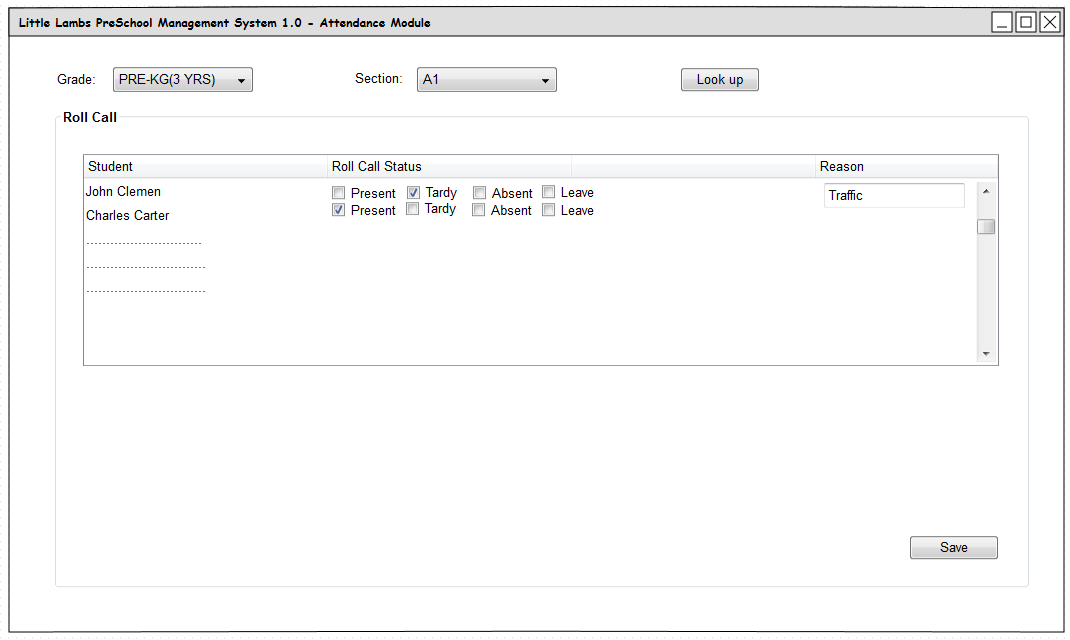 Little Lambs PreSchool Management System 1.0 - Attendance Module
Grade: PRE-KG(3 YRS) Section: A1 Look up
Roll Call
Student Roll Call Status Reason
John Clemen Present Tardy Absent Leave Traffic
Charles Carter Present Tardy Absent Leave
Save